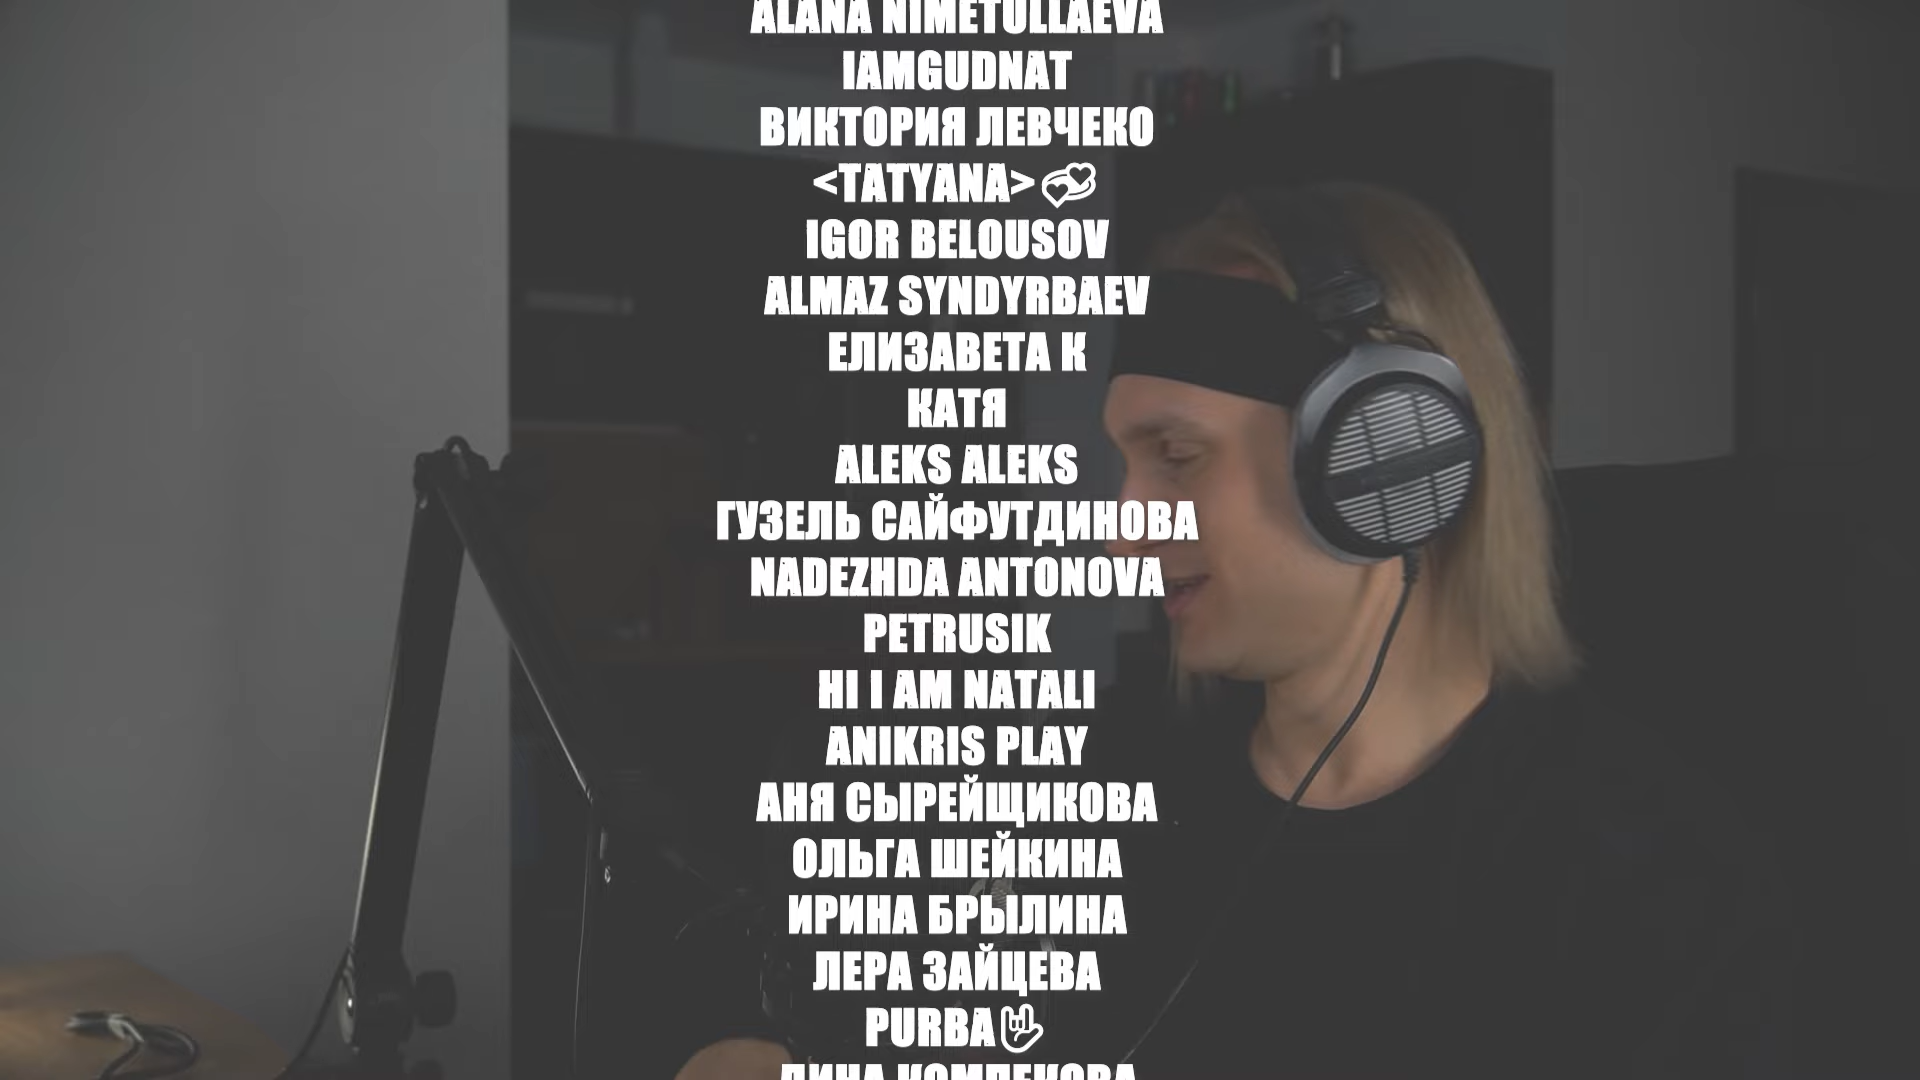 ALANA NIMETULLAEVA
IAMGUDNAT
ВИКТОРИЯ ЛЕВЧЕКО
<TATYANA>💞
IGOR BELOUSOV
ALMAZ SYNDYRBAEV
ЕЛИЗАВЕТА К
КАТЯ
ALEKS ALEKS
ГУЗЕЛЬ САЙФУТДИНОВА
NADEZHDA ANTONOVA
PETRUSIK
HI I AM NATALI
ANIKRIS PLAY
АНЯ СЫРЕЙЩИКОВА
ОЛЬГА ШЕЙКИНА
ИРИНА БРЫЛИНА
ЛЕРА ЗАЙЦЕВА
PURBA🤟